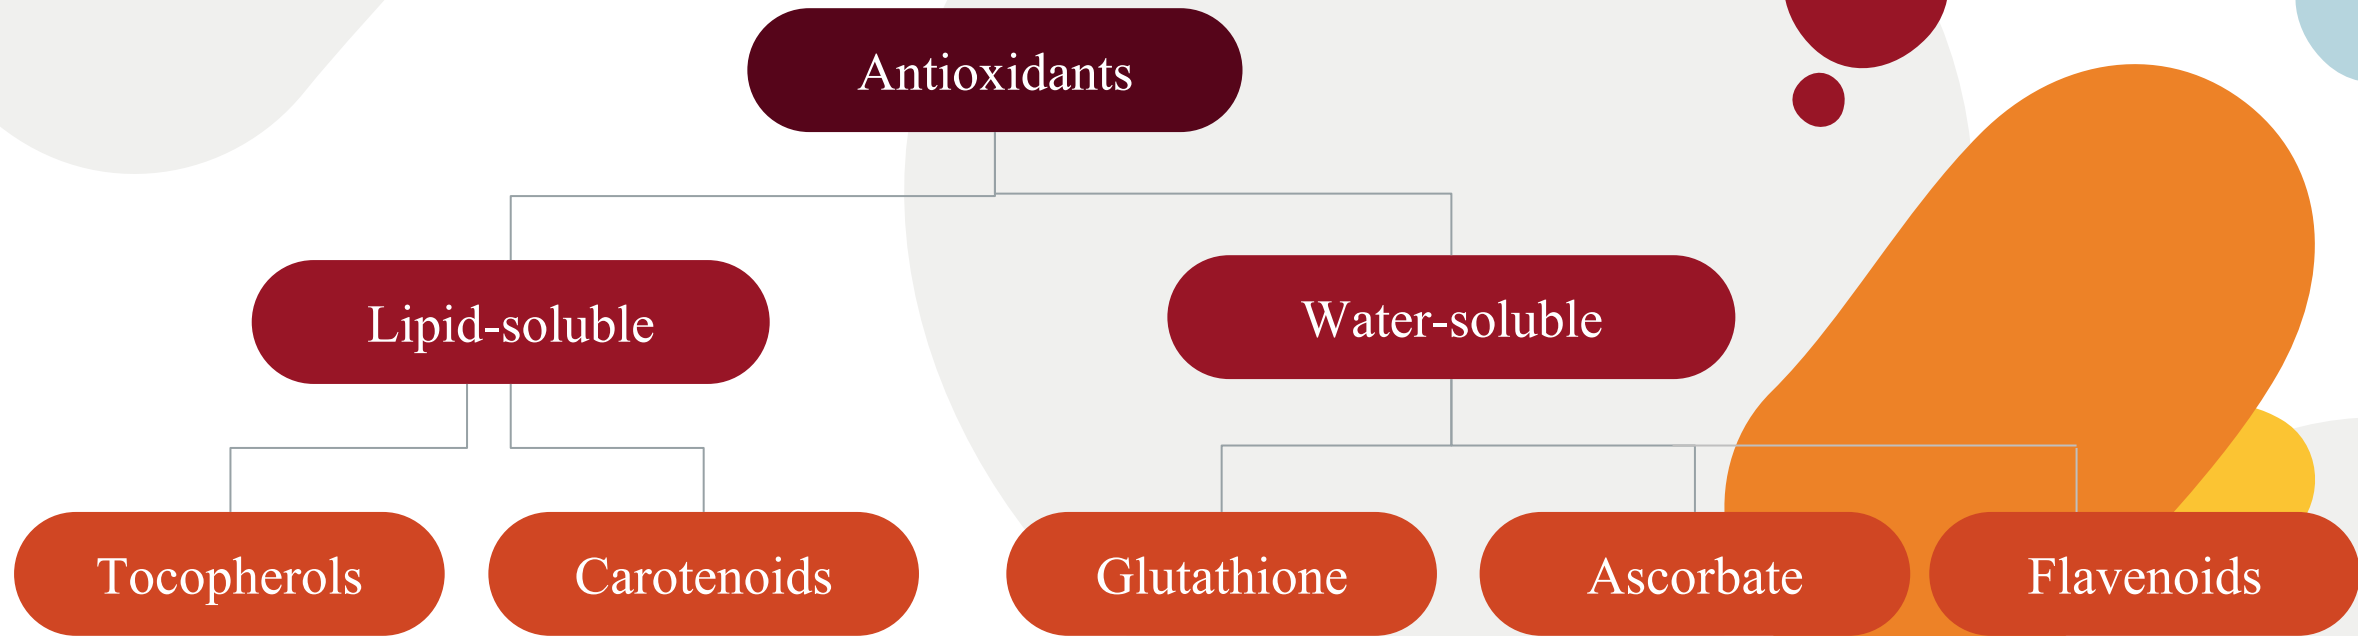 Antioxidants
Lipid-soluble
Water-soluble
Tocopherols
Carotenoids
Glutathione
Ascorbate
Flavenoids